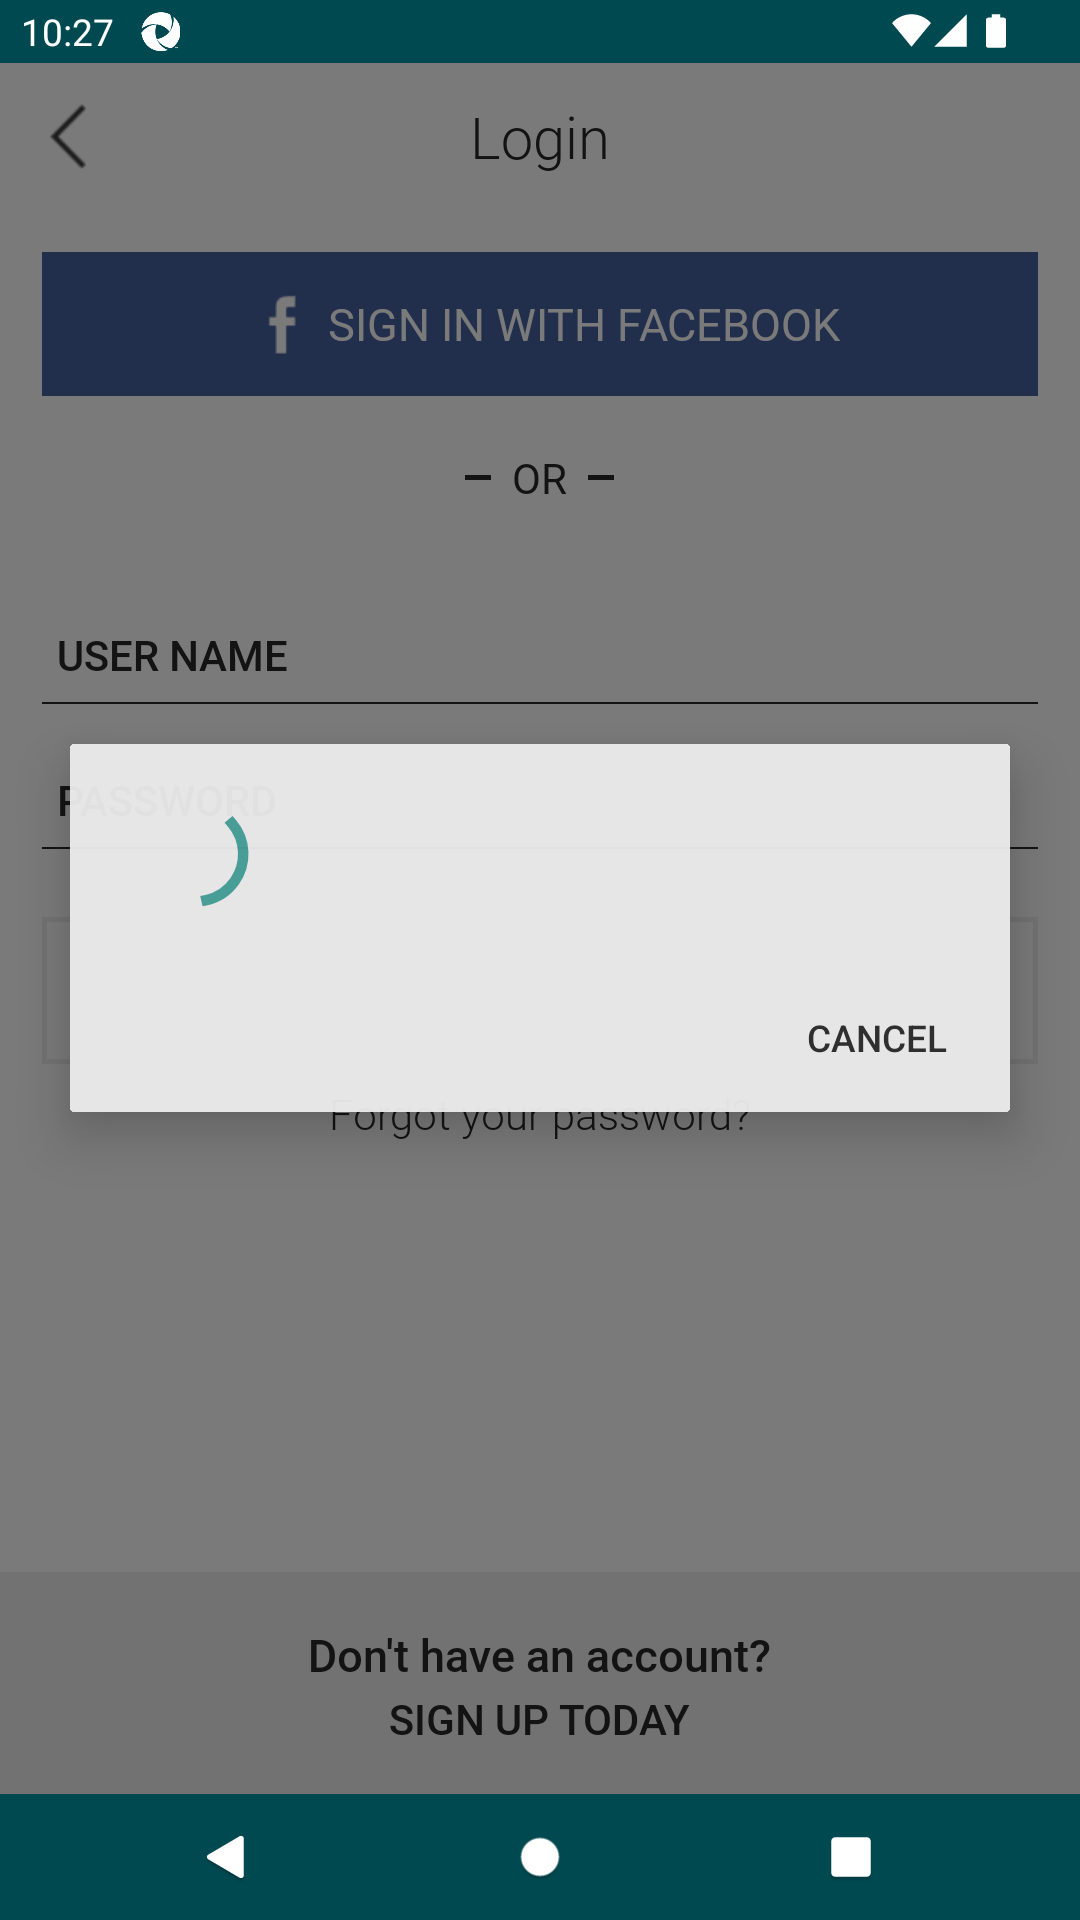 10:27
Login
SIGN IN WITH FACEBOOK
OR
USER NAME
PASSWORD
CANCEL
Forgot your password?
Don't have an account?
SIGN UP TODAY